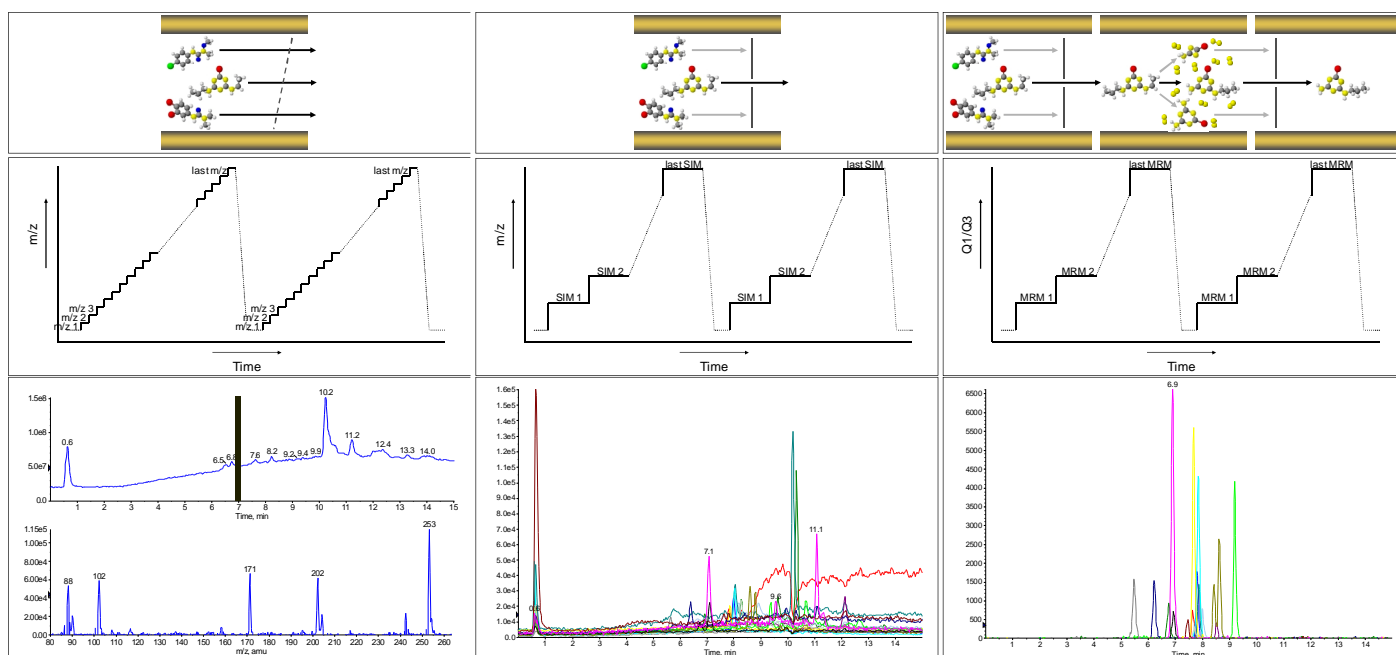 last m/z
last m/z
m/z
m/z 3
m/z 2
m/z 1
m/z 3
m/z 2
m/z 1
Time
last SIM
last SIM
m/z
SIM 2
SIM 2
SIM 1
SIM 1
Time
last MRM
last MRM
Q1/Q3
MRM 2
MRM 2
MRM 1
MRM 1
Time
10.2
1.5e8
1.0e8
0.6
11.2
6.5
6.8
7.6
8.2
9.2
9.4
9.9
12.4
13.3
14.0
5.0e7
0.0
1 2 3 4 5 6 7 8 9 10 11 12 13 14 15
Time, min
253
1.15e5
1.00e5
8.00e4
6.00e4
4.00e4
2.00e4
0.00
88
102
171
202
80 90 100 110 120 130 140 150 160 170 180 190 200 210 220 230 240 250 260
m/z, amu
1.6e5
1.5e5
1.4e5
1.3e5
1.2e5
1.1e5
1.0e5
9.0e4
8.0e4
7.0e4
6.0e4
5.0e4
4.0e4
3.0e4
2.0e4
1.0e4
0.0
0.6
7.1
9.6
11.1
1 2 3 4 5 6 7 8 9 10 11 12 13 14
Time, min
6.9
6500
6000
5500
5000
4500
4000
3500
3000
2500
2000
1500
1000
500
0
1 2 3 4 5 6 7 8 9 10 11 12 13 14
Time, min